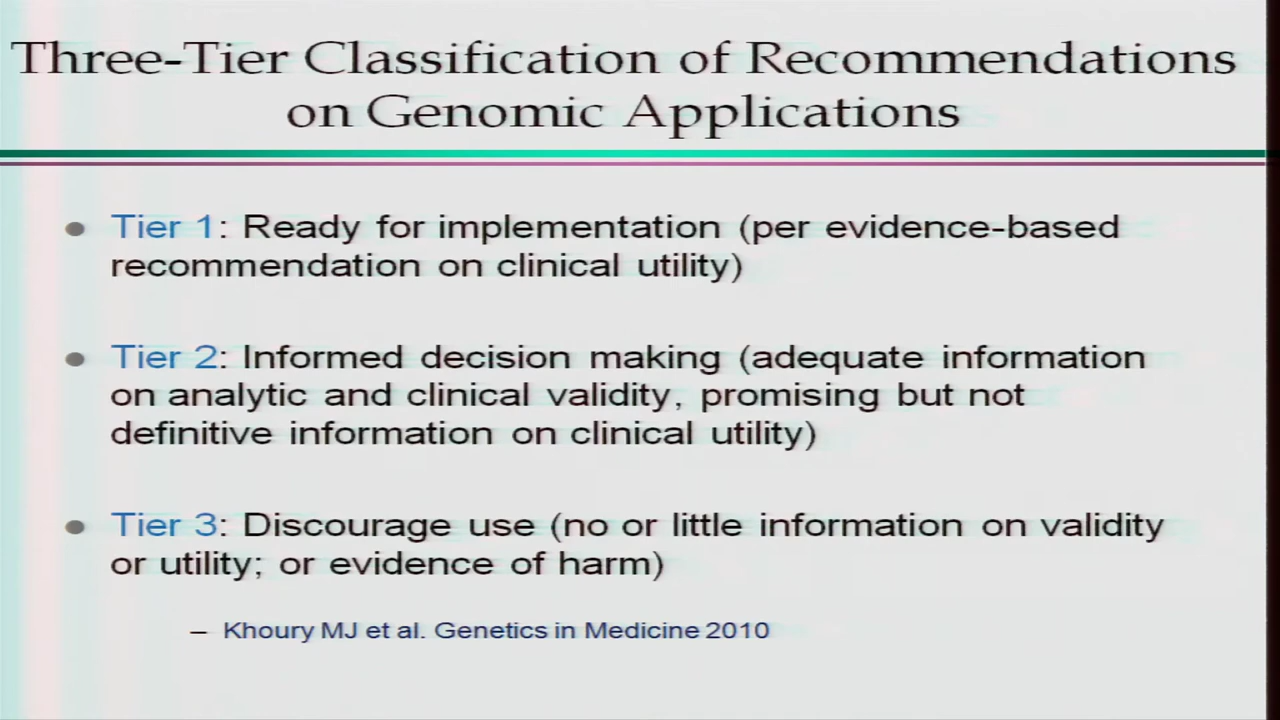 Three-Tier Classification of Recommendations
on Genomic Applications
• Tier 1: Ready for implementation (per evidence-based
recommendation on clinical utility)
• Tier 2: Informed decision making (adequate information
on analytic and clinical validity, promising but not
definitive information on clinical utility)
• Tier 3: Discourage use (no or little information on validity
or utility; or evidence of harm)
– Khoury MJ et al. Genetics in Medicine 2010